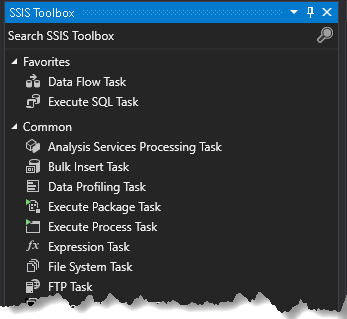 SSIS Toolbox
Search SSIS Toolbox
Favorites
Data Flow Task
Execute SQL Task
Common
Analysis Services Processing Task
Bulk Insert Task
Data Profiling Task
Execute Package Task
Execute Process Task
fx Expression Task
File System Task
FTP Task